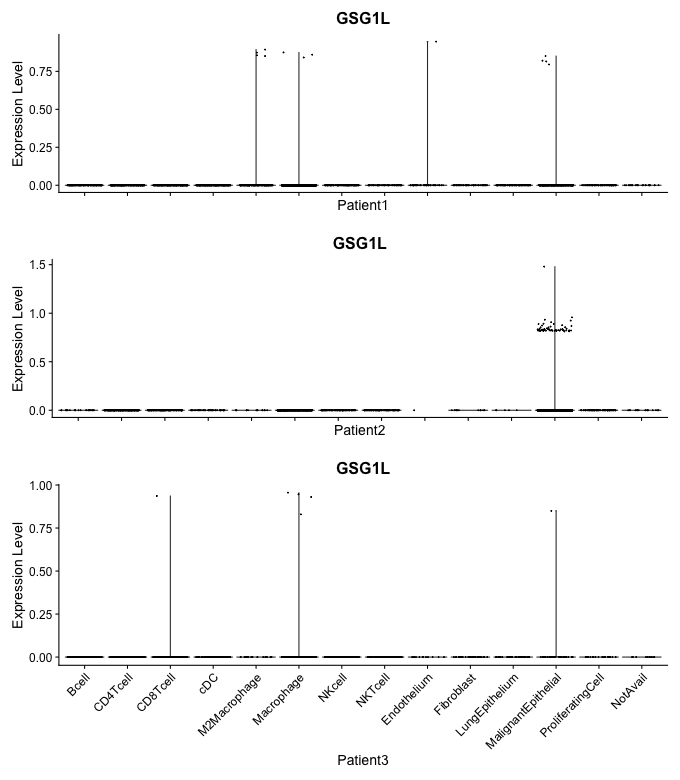 GSG1L
Expression Level
0.75
0.50
0.25
0.00
Patient1
GSG1L
Expression Level
1.5
1.0
0.5
0.0
Patient2
GSG1L
Expression Level
1.00
0.75
0.50
0.25
0.00
Bcell
CD4Tcell
CD8Tcell
cDC
M2Macrophage
Macrophage
NKcell
NKTcell
Endothelium
Fibroblast
LungEpithelium
MalignantEpithelial
ProliferatingCell
NotAvail
Patient3